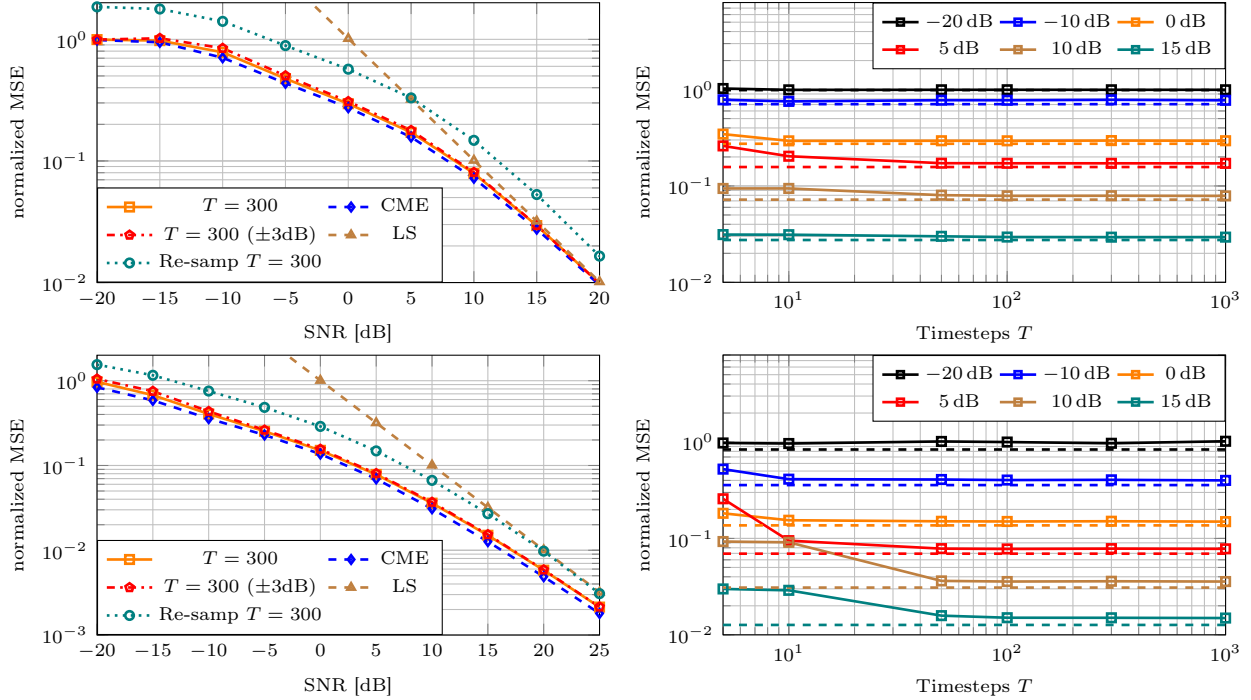 10^0
10^−1
10^−2
normalized MSE
−20 −15 −10 −5 0 5 10 15 20
SNR [dB]
T = 300
CME
T = 300 (±3dB)
LS
Re-samp T = 300
−20 dB −10 dB 0 dB
5 dB 10 dB 15 dB
10^0
10^−1
10^−2
normalized MSE
10^1 10^2 10^3
Timesteps T
10^0
10^−1
10^−2
10^−3
normalized MSE
−20 −15 −10 −5 0 5 10 15 20 25
SNR [dB]
T = 300
CME
T = 300 (±3dB)
LS
Re-samp T = 300
−20 dB −10 dB 0 dB
5 dB 10 dB 15 dB
10^0
10^−1
10^−2
normalized MSE
10^1 10^2 10^3
Timesteps T